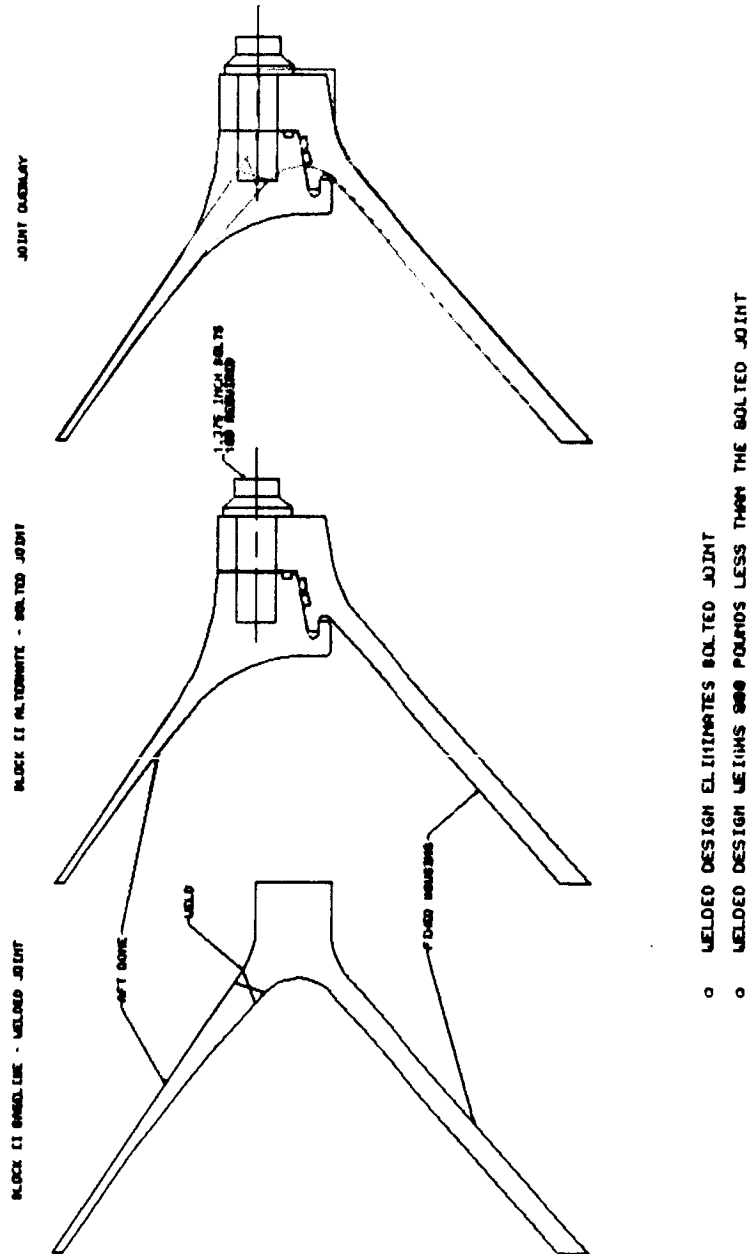 BLOCK II BASELINE - WELDED JOINT
BLOCK II ALTERNATE - BOLTED JOINT
JOINT OVERLAY
AFT DOME
WELD
1.375 INCH BOLTS
REQUIRED
FIXED HOUSING
o WELDED DESIGN ELIMINATES BOLTED JOINT
o WELDED DESIGN WEIGHS POUNDS LESS THAN THE BOLTED JOINT